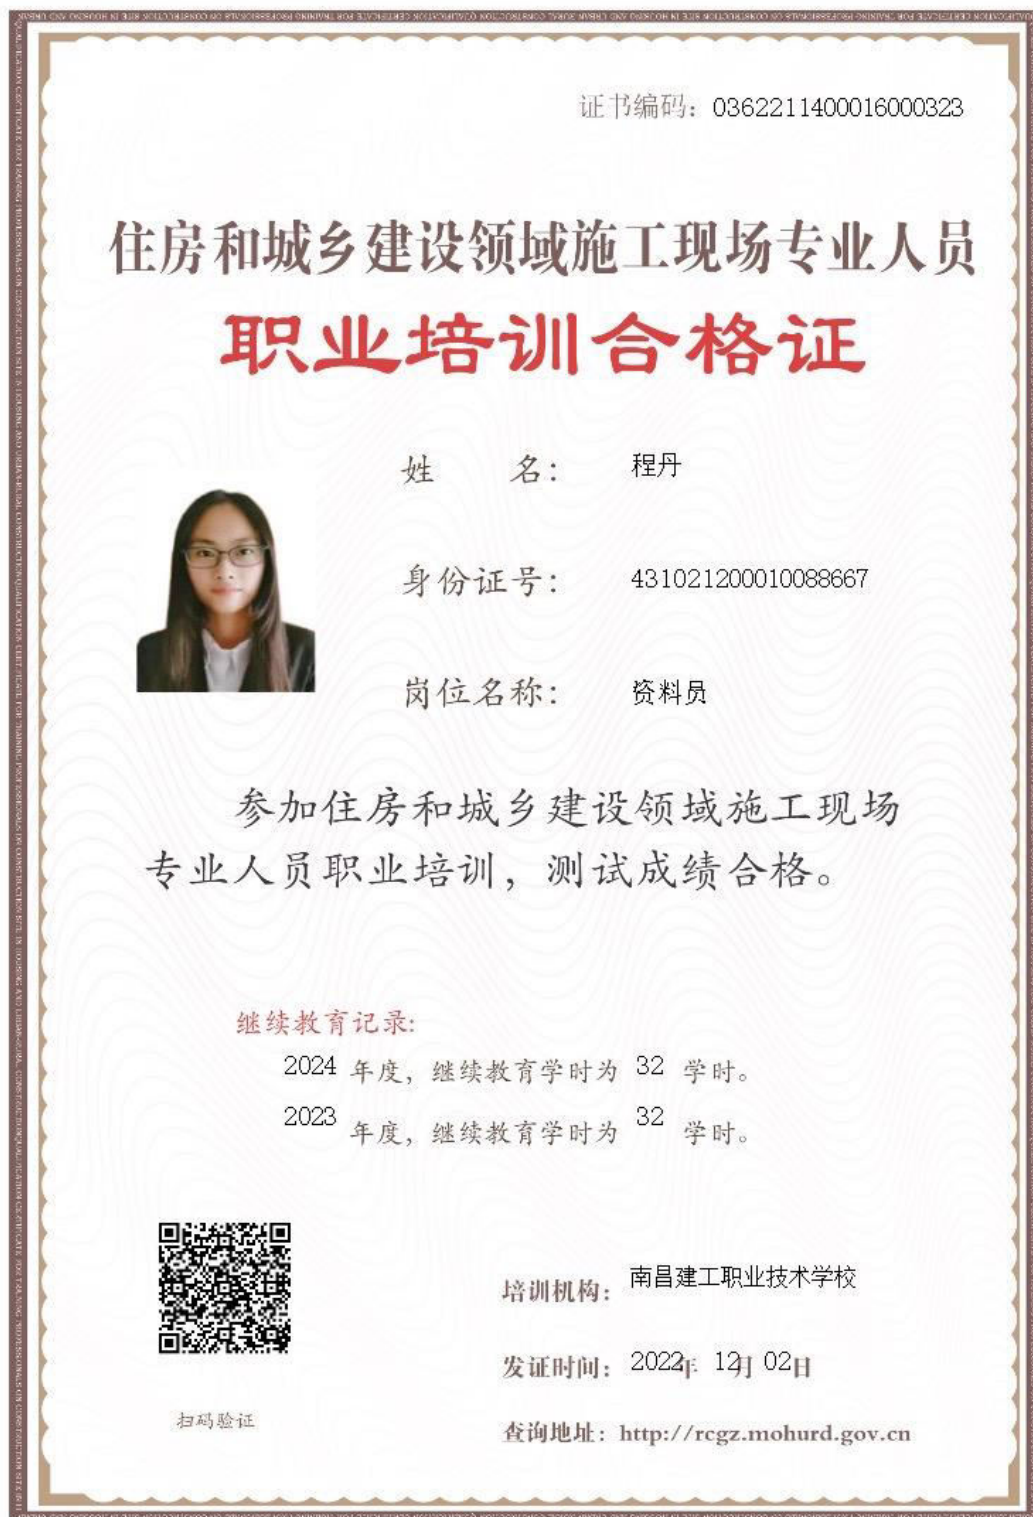 证书编码：0362211400016000323
住房和城乡建设领域施工现场专业人员
职业培训合格证
姓 名： 程丹
身份证号： 431021200010088667
岗位名称： 资料员
参加住房和城乡建设领域施工现场
专业人员职业培训，测试成绩合格。
继续教育记录:
2024 年度，继续教育学时为 32 学时。
2023 年度，继续教育学时为 32 学时。
培训机构： 南昌建工职业技术学校
发证时间： 2022年 12月 02日
扫码验证
查询地址：http://rcgz.mohurd.gov.cn